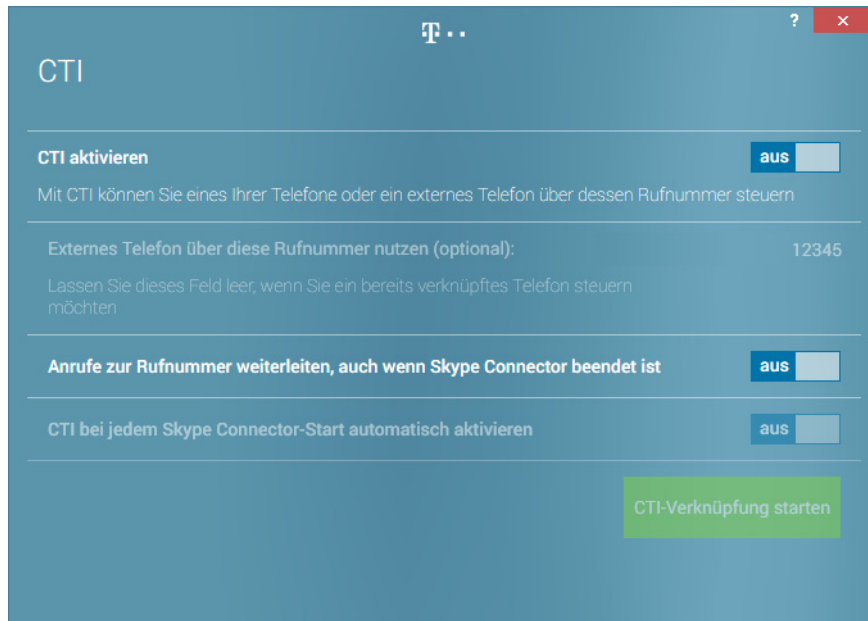 T
?
CTI
CTI aktivieren
aus
Mit CTI können Sie eines Ihrer Telefone oder ein externes Telefon über dessen Rufnummer steuern
Externes Telefon über diese Rufnummer nutzen (optional):
12345
Lassen Sie dieses Feld leer, wenn Sie ein bereits verknüpftes Telefon steuern
möchten
Anrufe zur Rufnummer weiterleiten, auch wenn Skype Connector beendet ist
aus
CTI bei jedem Skype Connector-Start automatisch aktivieren
aus
CTI-Verknüpfung starten